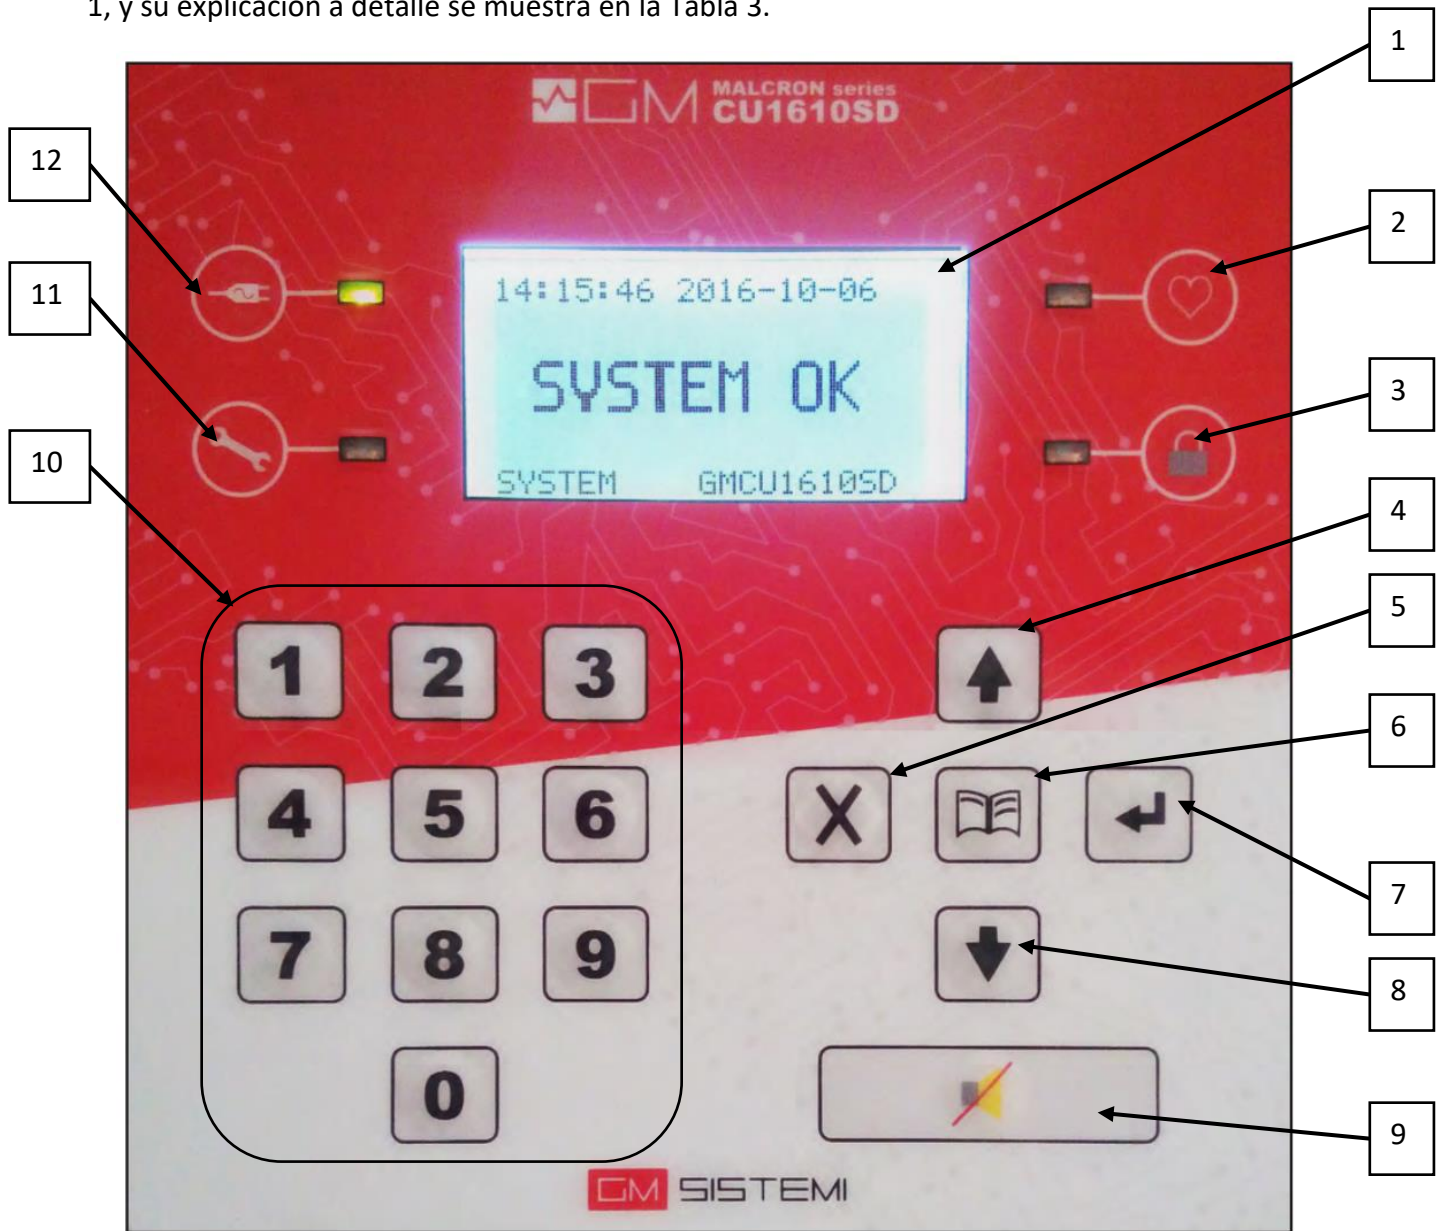 1, y su explicación a detalle se muestra en la Tabla 3.
1
GM MALCRON series
CU1610SD
12
2
11
14:15:46 2016-10-06
SYSTEM OK
3
10
SYSTEM GMCU1610SD
4
5
1 2 3
6
X
4 5 6
7
7 8 9
8
0
9
GM SISTEMI